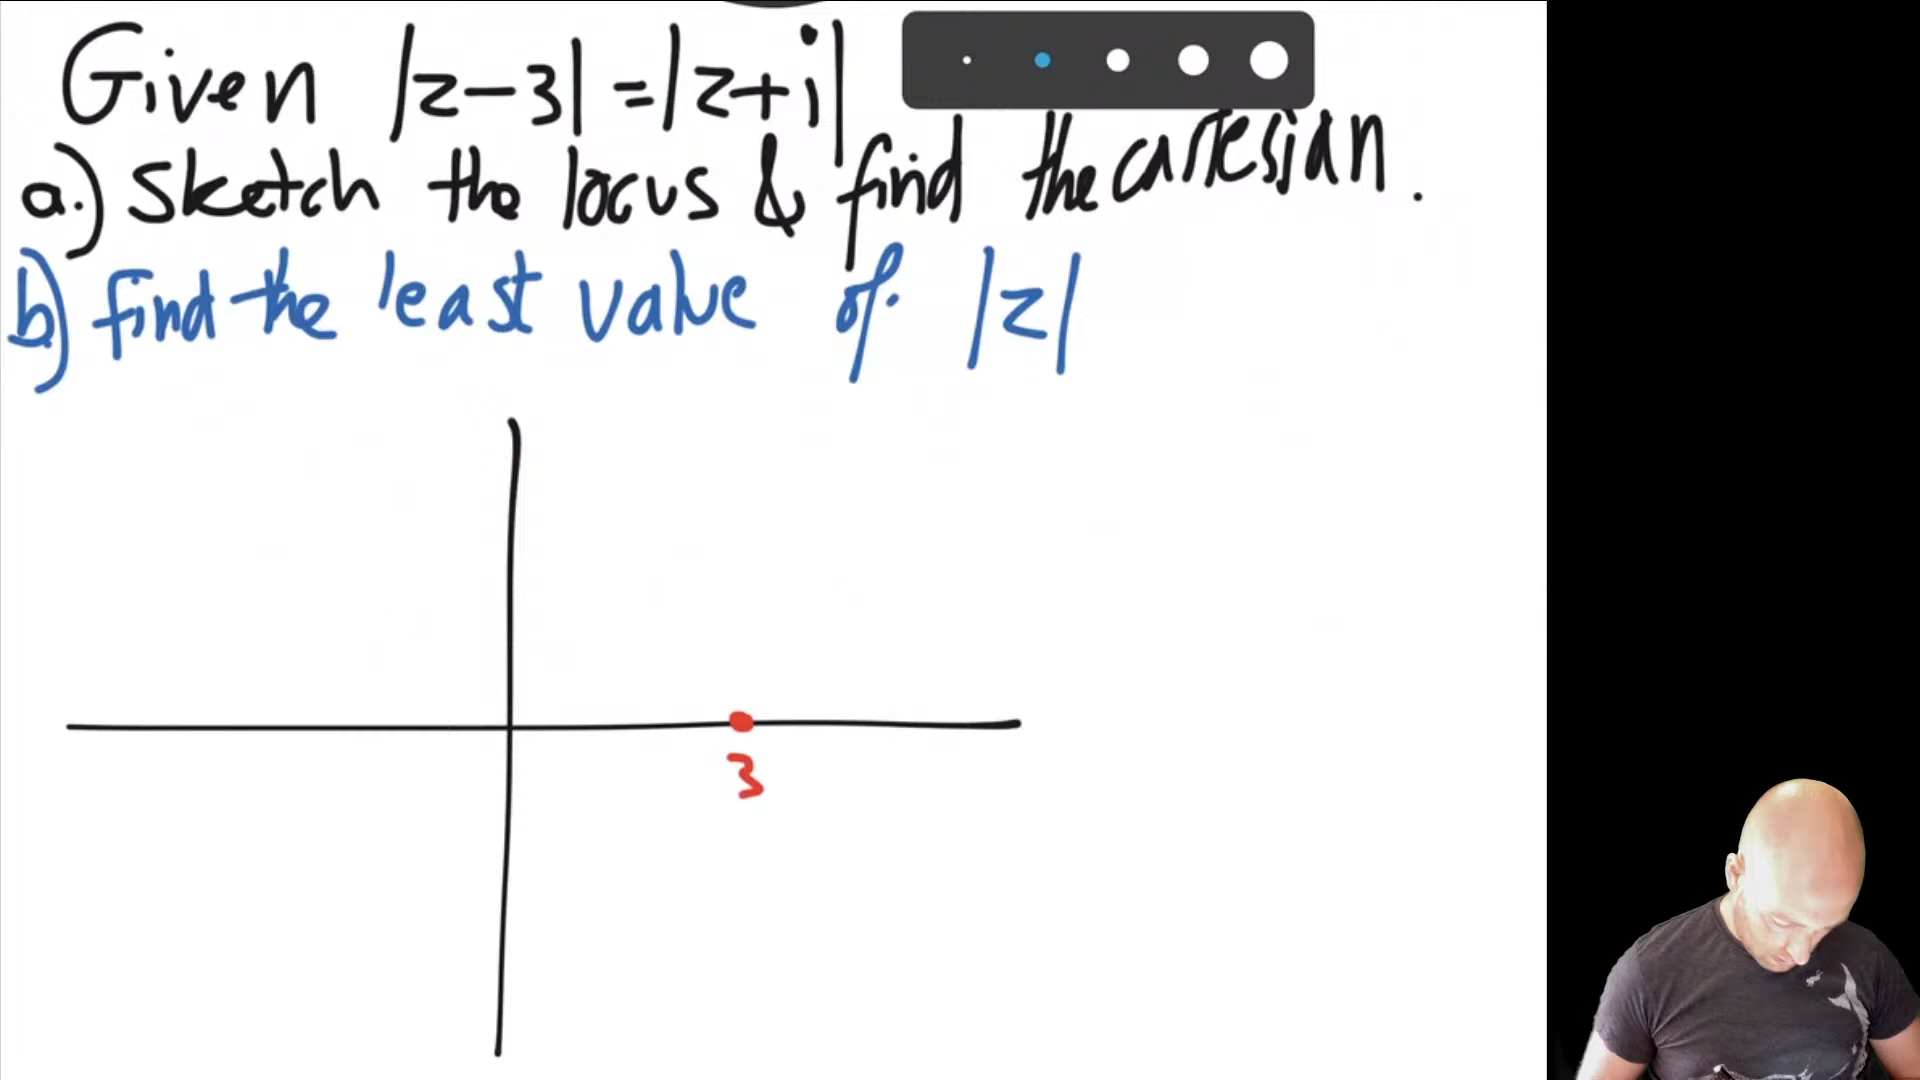 Given |z-3| = |z+i|
a.) Sketch the locus & find the cartesian.
b) find the least value of |z|
3